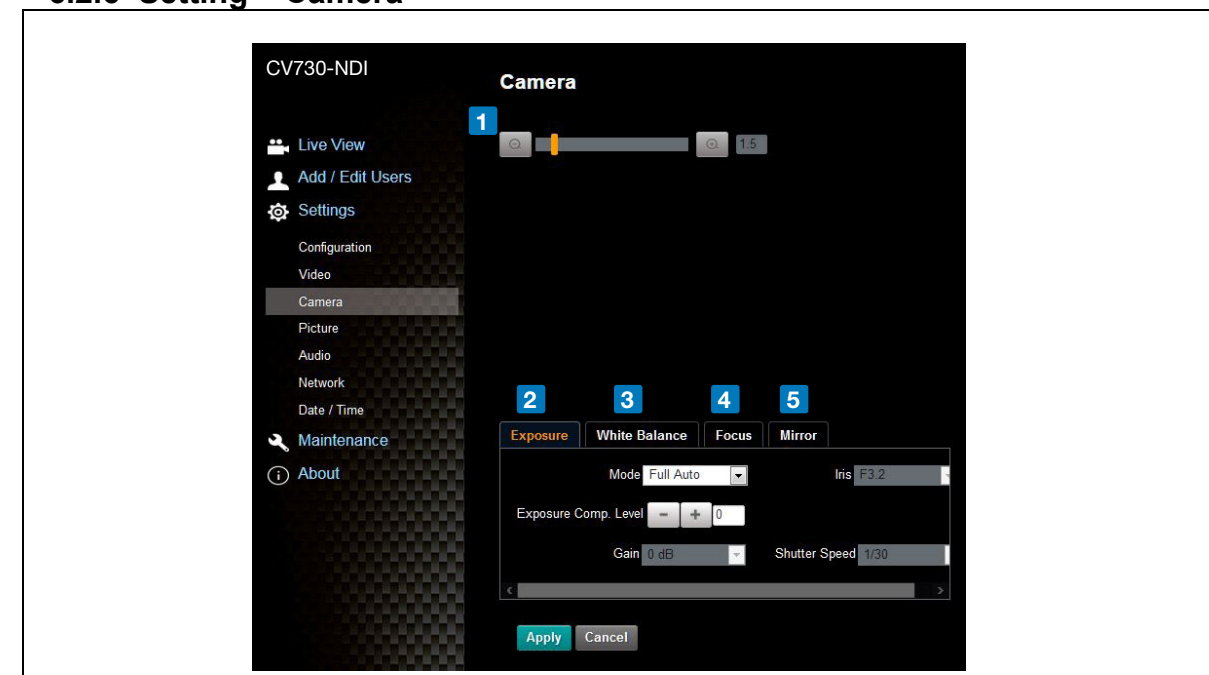 Camera
CV730-NDI
Camera
1
1.5
Live View
Add / Edit Users
Settings
Configuration
Video
Camera
Picture
Audio
Network
Date / Time
Maintenance
About
2 3 4 5
Exposure White Balance Focus Mirror
Mode Full Auto Iris F3.2
Exposure Comp. Level - + 0
Gain 0 dB Shutter Speed 1/30
Apply Cancel